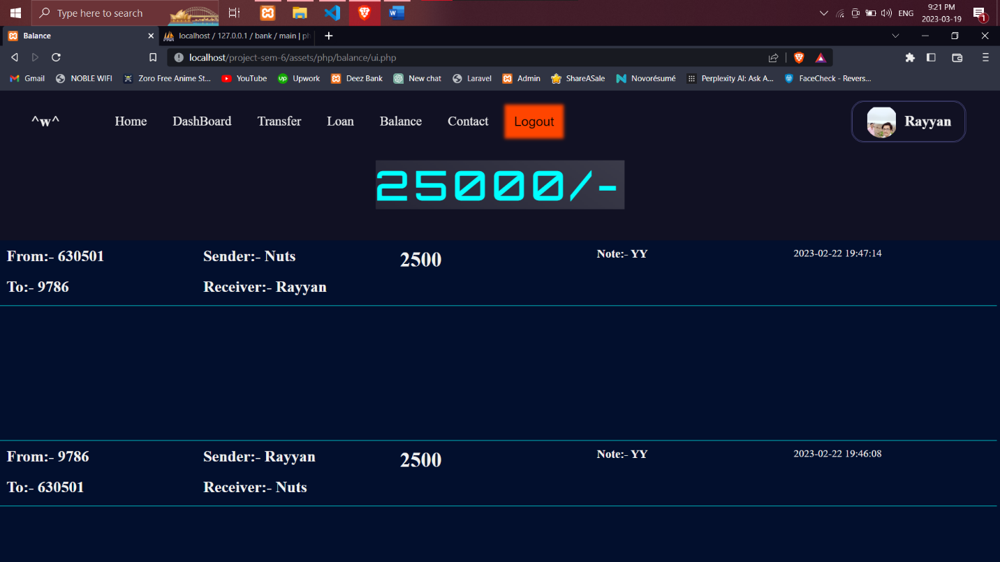 Type here to search
ENG
9:21 PM
2023-03-19
1
Balance
localhost / 127.0.0.1 / bank / main | ph
localhost/project-sem-6/assets/php/balance/ui.php
Gmail NOBLE WIFI Zoro Free Anime St... YouTube Upwork Deez Bank New chat Laravel Admin ShareASale Novorésumé Perplexity AI: Ask A... FaceCheck - Revers...
^w^ Home DashBoard Transfer Loan Balance Contact Logout Rayyan
25000/-
From:- 630501 Sender:- Nuts 2500 Note:- YY 2023-02-22 19:47:14
To:- 9786 Receiver:- Rayyan
From:- 9786 Sender:- Rayyan 2500 Note:- YY 2023-02-22 19:46:08
To:- 630501 Receiver:- Nuts